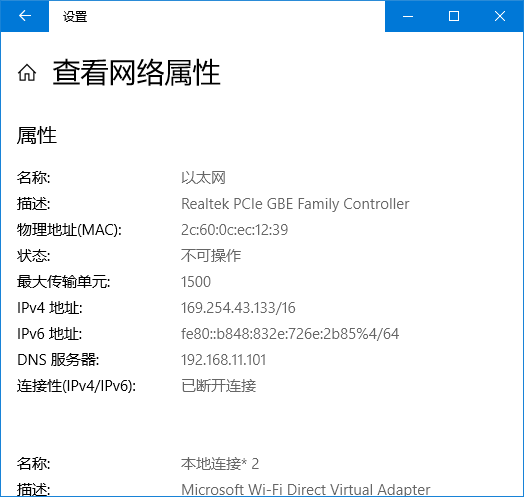 设置
查看网络属性
属性
名称: 以太网
描述: Realtek PCIe GBE Family Controller
物理地址(MAC): 2c:60:0c:ec:12:39
状态: 不可操作
最大传输单元: 1500
IPv4 地址: 169.254.43.133/16
IPv6 地址: fe80::b848:832e:726e:2b85%4/64
DNS 服务器: 192.168.11.101
连接性(IPv4/IPv6): 已断开连接
名称: 本地连接* 2
描述: Microsoft Wi-Fi Direct Virtual Adapter